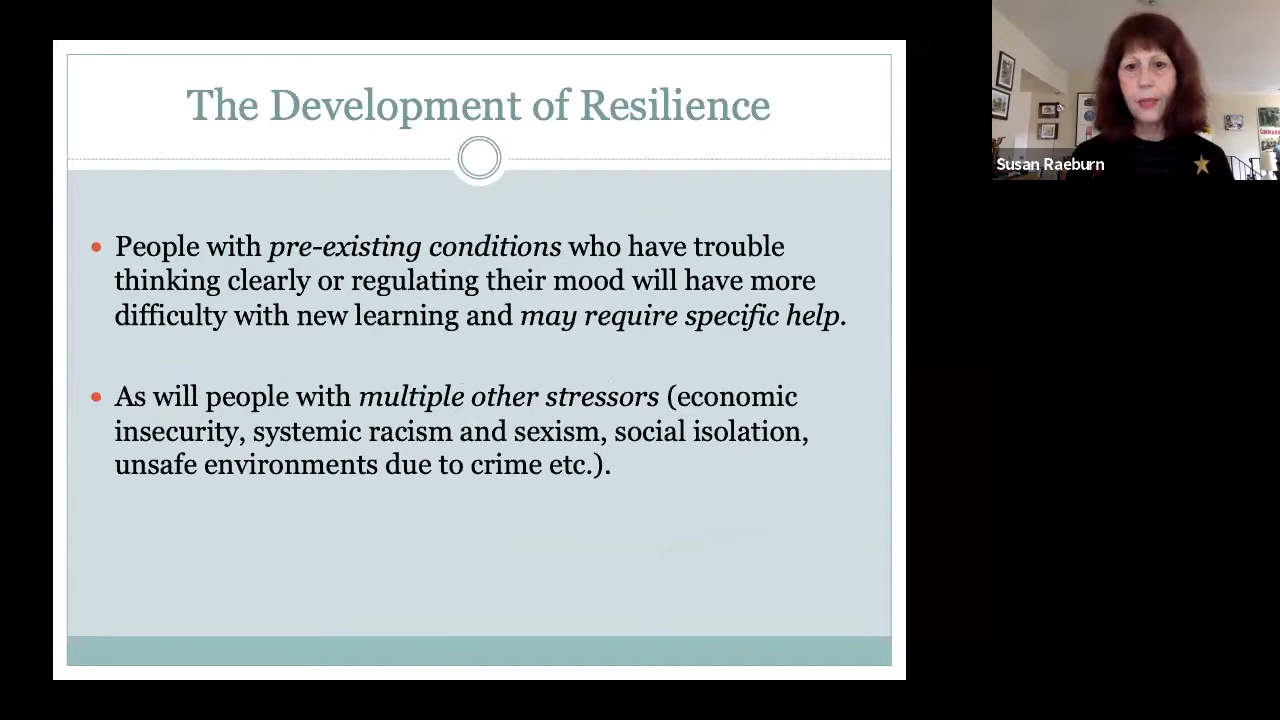 The Development of Resilience
Susan Raeburn
• People with pre-existing conditions who have trouble
thinking clearly or regulating their mood will have more
difficulty with new learning and may require specific help.
• As will people with multiple other stressors (economic
insecurity, systemic racism and sexism, social isolation,
unsafe environments due to crime etc.).